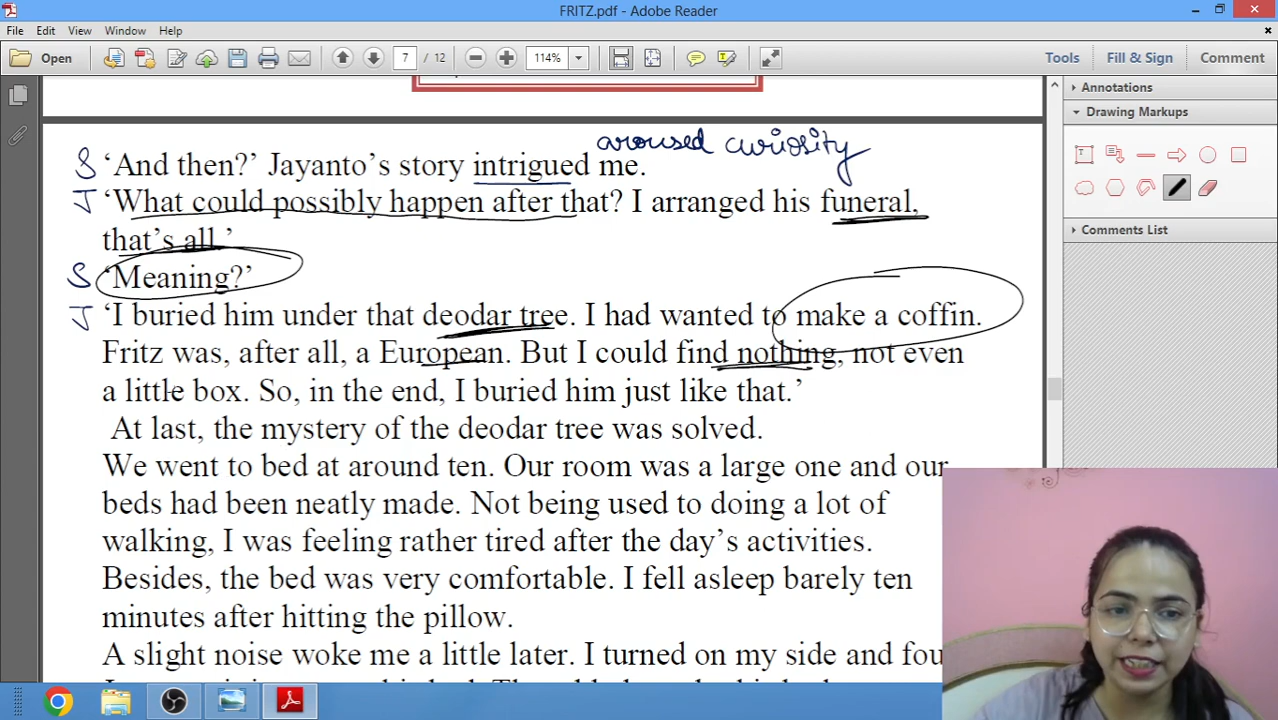 FRITZ.pdf - Adobe Reader
File Edit View Window Help
Open 7 / 12 114% Tools Fill & Sign Comment
Annotations
Drawing Markups
Comments List
aroused curiosity
S ‘And then?’ Jayanto’s story intrigued me.
J ‘What could possibly happen after that? I arranged his funeral,
that’s all.’
S ‘Meaning?’
J ‘I buried him under that deodar tree. I had wanted to make a coffin.
Fritz was, after all, a European. But I could find nothing, not even
a little box. So, in the end, I buried him just like that.’
At last, the mystery of the deodar tree was solved.
We went to bed at around ten. Our room was a large one and our
beds had been neatly made. Not being used to doing a lot of
walking, I was feeling rather tired after the day’s activities.
Besides, the bed was very comfortable. I fell asleep barely ten
minutes after hitting the pillow.
A slight noise woke me a little later. I turned on my side and fou